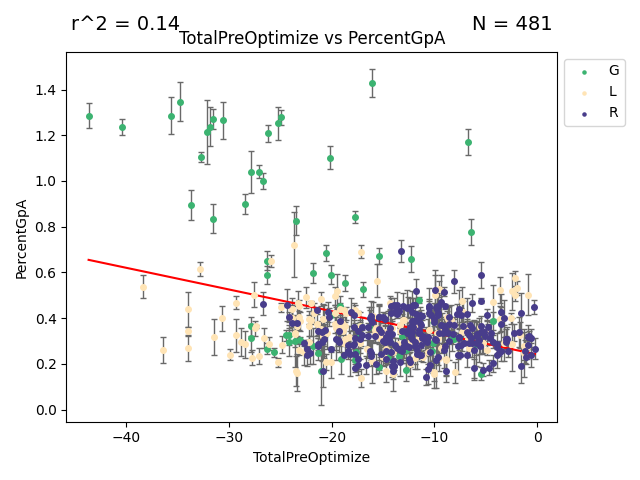 r^2 = 0.14 N = 481
TotalPreOptimize vs PercentGpA
G
L
R
1.4
1.2
1.0
0.8
0.6
0.4
0.2
0.0
PercentGpA
−40 −30 −20 −10 0
TotalPreOptimize